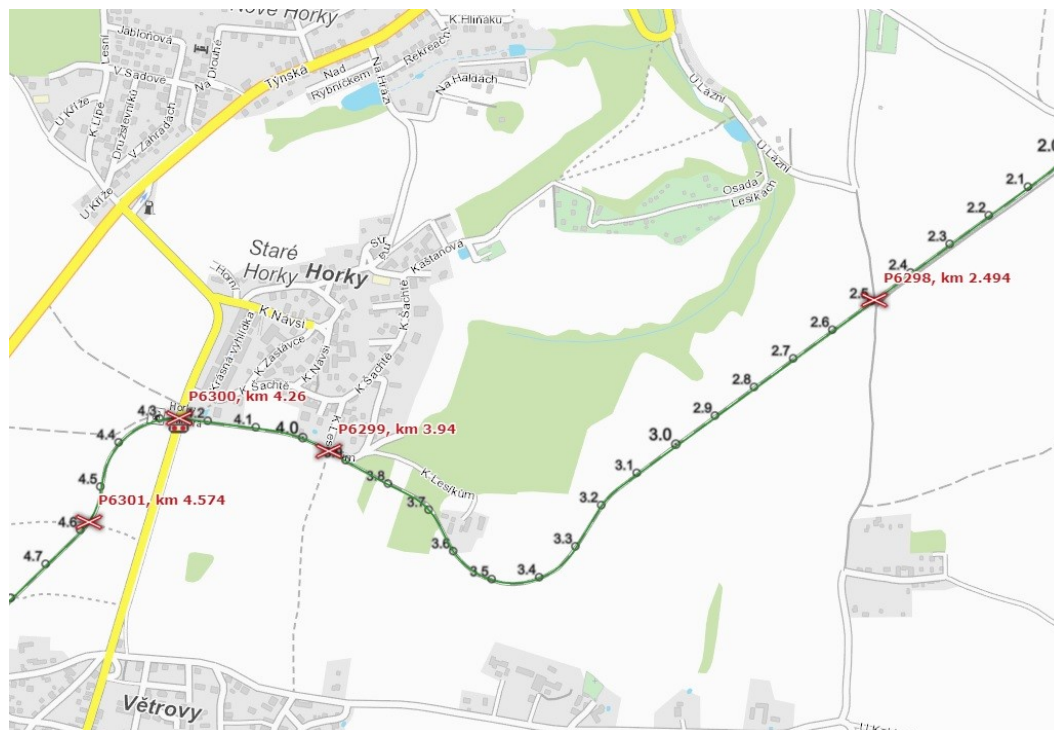 Nové Horky
K Hliňáku
Lesní
Jabloňová
V Sadově
Na Dlouhé
Týnská
Nad
Rybníčkem
Rekreační
Na Hrázi
Na Haldách
U Kříže
K Lípě
Družstevníků
V Zahradách
U Kříže
U Lázní
U Lázní
Osada V
Lesíkách
2.0
2.1
2.2
2.3
2.4
2.5
P6298, km 2.494
2.6
2.7
2.8
2.9
3.0
3.1
3.2
3.3
3.4
3.5
3.6
3.7
3.8
Staré
Horky
Horky
Kaštanová
K Šachtě
K Návsi
K Zastávce
K Návsi
Krásná vyhlídka
K Šachtě
K Šachtě
P6300, km 4.26
P6299, km 3.94
4.0
4.1
4.3
4.4
4.5
P6301, km 4.574
4.6
4.7
K Lesíkům
Větrovy